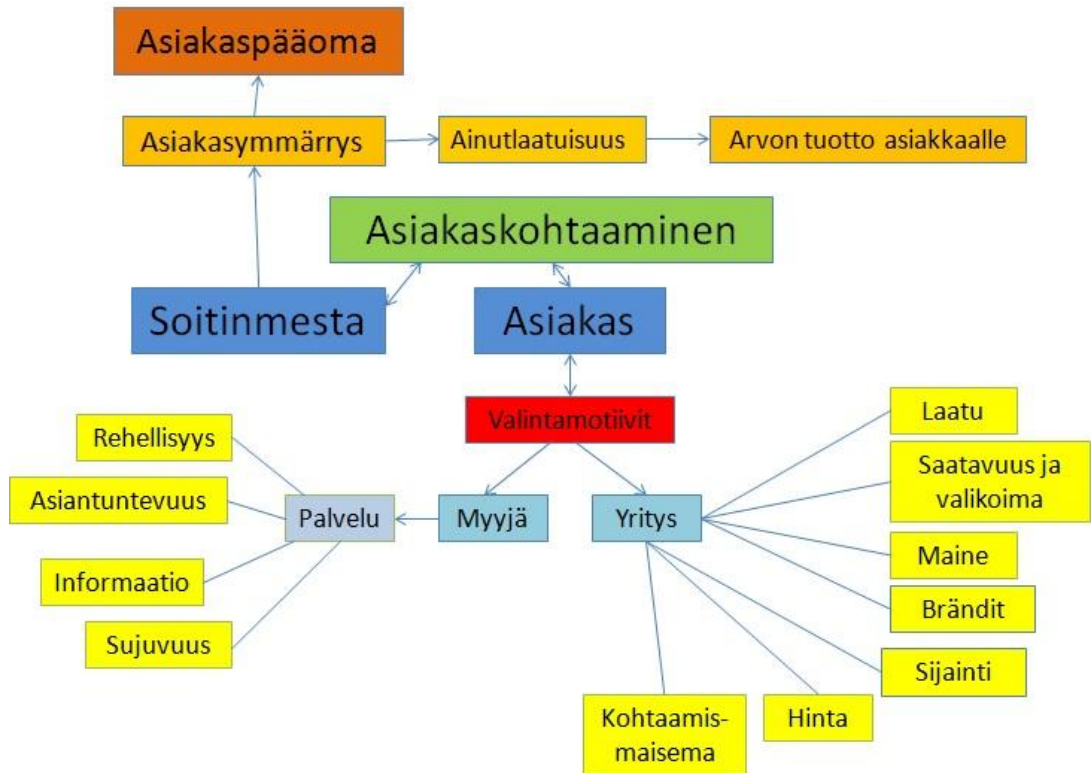 Asiakaspääoma
Asiakasymmärrys
Ainutlaatuisuus
Arvon tuotto asiakkaalle
Asiakaskohtaaminen
Soitinmesta
Asiakas
Valintamotiivit
Rehellisyys
Asiantuntevuus
Informaatio
Sujuvuus
Palvelu
Myyjä
Yritys
Laatu
Saatavuus ja
valikoima
Maine
Brändit
Sijainti
Hinta
Kohtaamis-
maisema